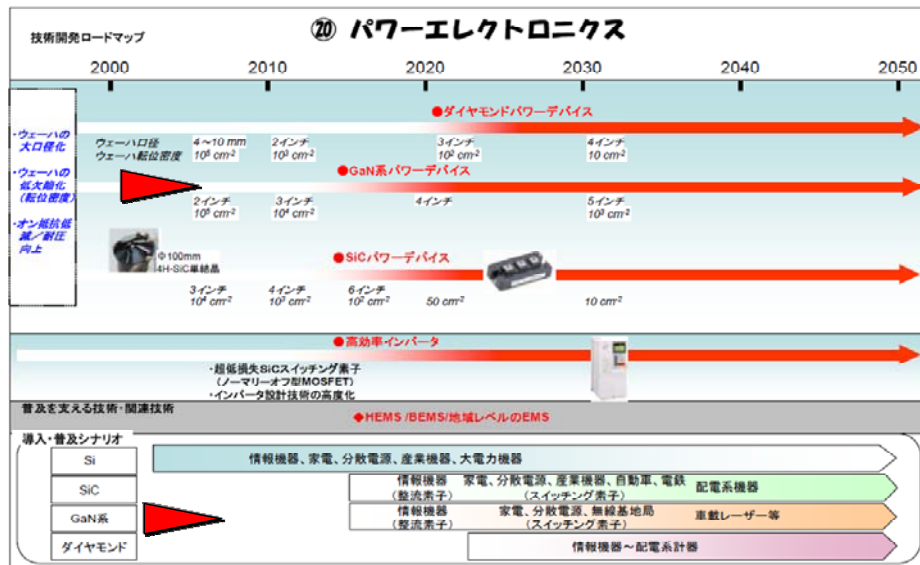 技術開発ロードマップ
⑳ パワーエレクトロニクス
2000 2010 2020 2030 2040 2050
・ウェーハの
大口径化
・ウェーハの
低欠陥化
(転位密度)
・オン抵抗低
減/耐圧
向上
●ダイヤモンドパワーデバイス
ウェーハ口径 4～10 mm 2インチ 3インチ 4インチ
ウェーハ転位密度 10⁵ cm⁻² 10³ cm⁻² 10² cm⁻² 10 cm⁻²
●GaN系パワーデバイス
2インチ 3インチ 4インチ 5インチ
10⁵ cm⁻² 10⁴ cm⁻² 10³ cm⁻²
Φ100mm
4H-SiC単結晶
●SiCパワーデバイス
3インチ 4インチ 6インチ
10⁴ cm⁻² 10³ cm⁻² 10² cm⁻² 50 cm⁻² 10 cm⁻²
●高効率インバータ
・超低損失SiCスイッチング素子
(ノーマリーオフ型MOSFET)
・インバータ設計技術の高度化
普及を支える技術・関連技術
◆HEMS /BEMS/地域レベルのEMS
導入・普及シナリオ
Si 情報機器、家電、分散電源、産業機器、大電力機器
SiC 情報機器 家電、分散電源、産業機器、自動車、電鉄 配電系機器
(整流素子) (スイッチング素子)
GaN系 情報機器 家電、分散電源、無線基地局 車載レーザー等
(整流素子) (スイッチング素子)
ダイヤモンド 情報機器～配電系計器